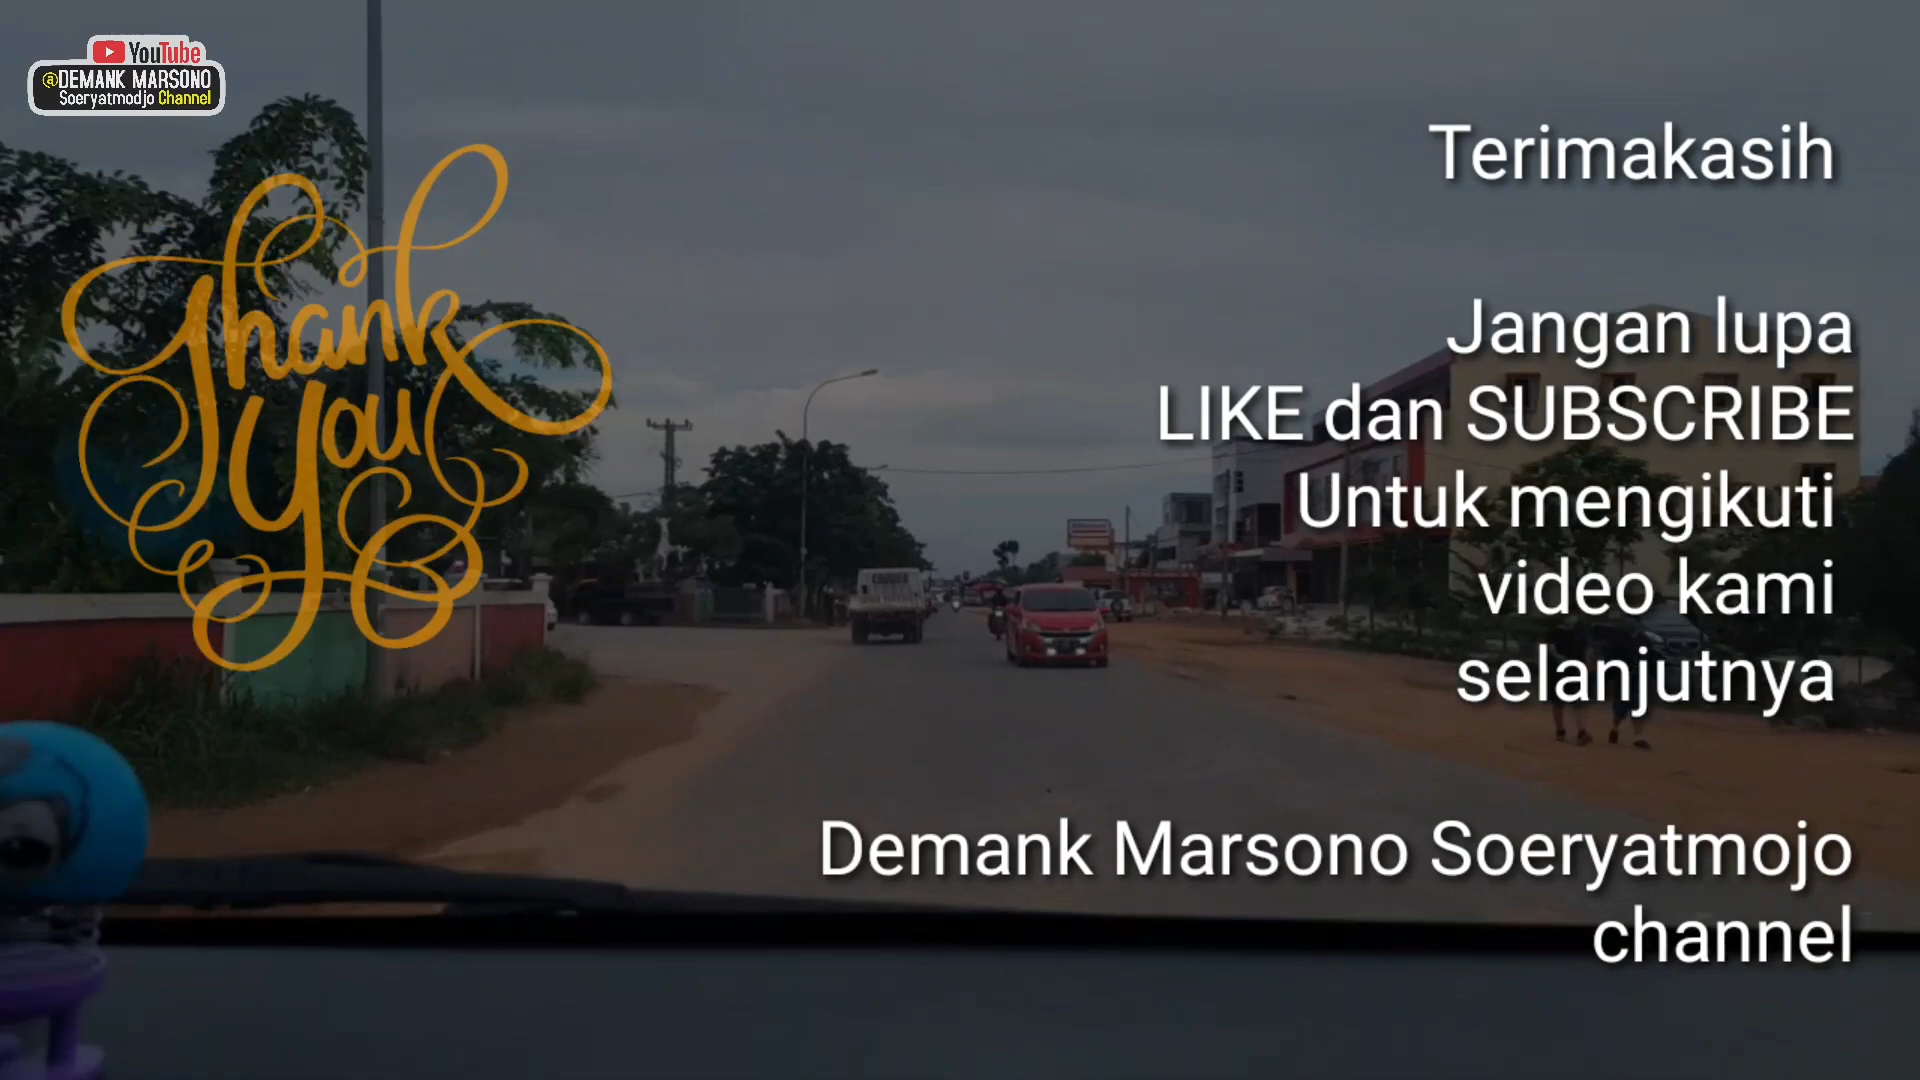 YouTube
@DEMANK MARSONO
Soeryatmodjo Channel
Thank
you
Terimakasih
Jangan lupa
LIKE dan SUBSCRIBE
Untuk mengikuti
video kami
selanjutnya
Demank Marsono Soeryatmojo
channel